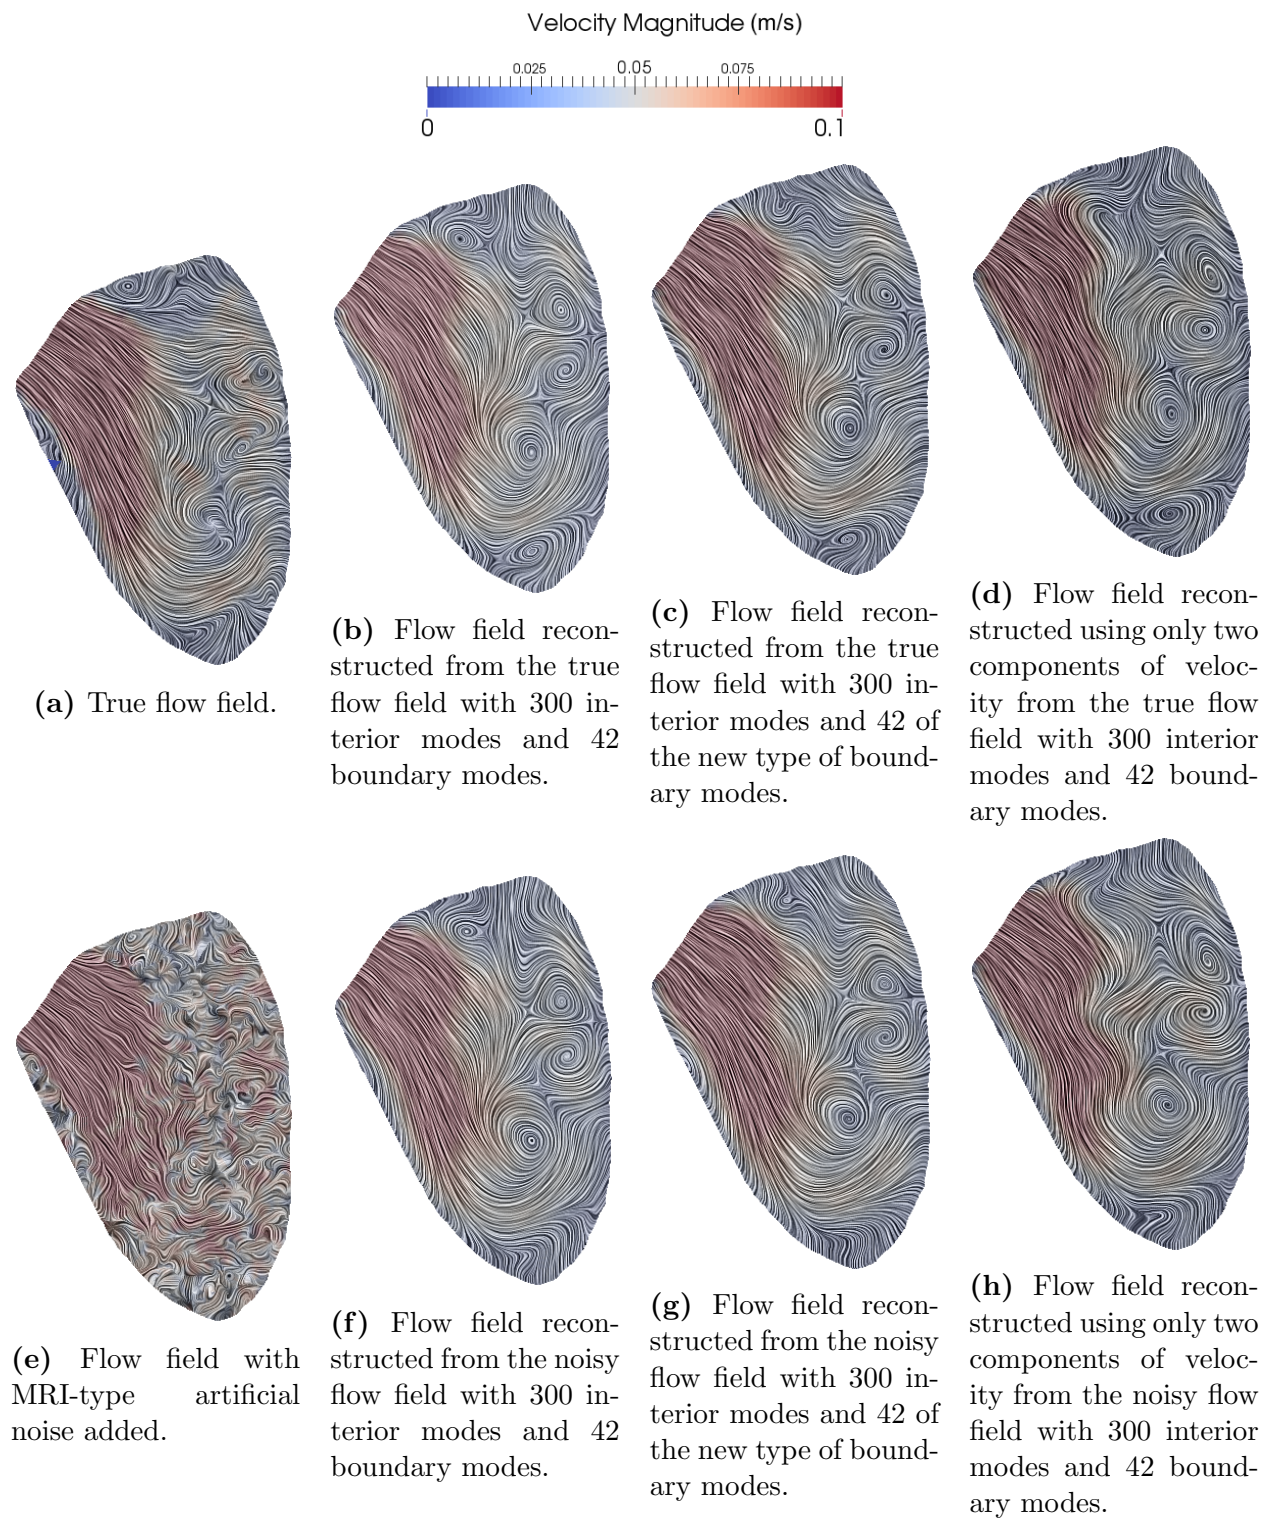 Velocity Magnitude (m/s)
0.025 0.05 0.075
0 0.1
(a) True flow field.
(b) Flow field recon-
structed from the true
flow field with 300 in-
terior modes and 42
boundary modes.
(c) Flow field recon-
structed from the true
flow field with 300 in-
terior modes and 42 of
the new type of bound-
ary modes.
(d) Flow field recon-
structed using only two
components of veloc-
ity from the true flow
field with 300 interior
modes and 42 bound-
ary modes.
(e) Flow field with
MRI-type artificial
noise added.
(f) Flow field recon-
structed from the noisy
flow field with 300 in-
terior modes and 42
boundary modes.
(g) Flow field recon-
structed from the noisy
flow field with 300 in-
terior modes and 42 of
the new type of bound-
ary modes.
(h) Flow field recon-
structed using only two
components of veloc-
ity from the noisy flow
field with 300 interior
modes and 42 bound-
ary modes.